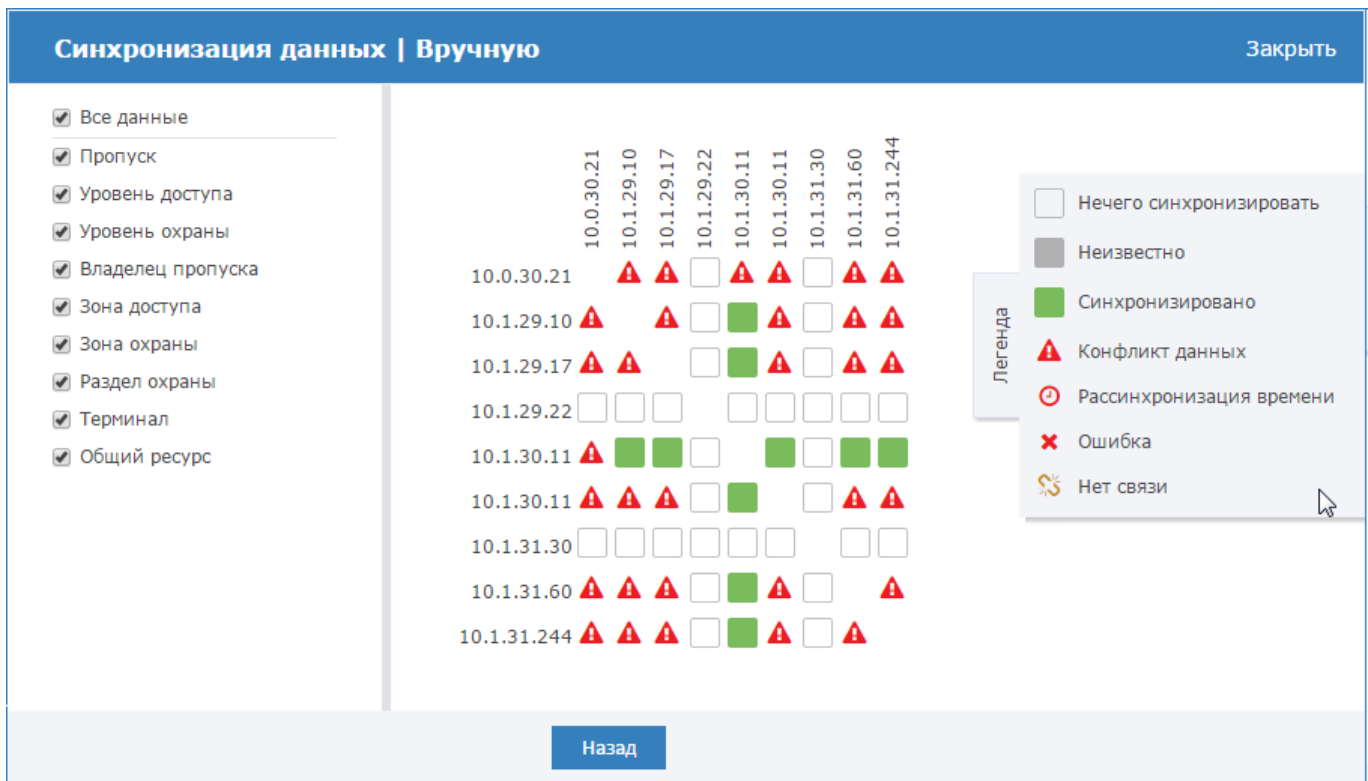 Синхронизация данных | Вручную
Закрыть
Все данные
Пропуск
Уровень доступа
Уровень охраны
Владелец пропуска
Зона доступа
Зона охраны
Раздел охраны
Терминал
Общий ресурс
10.0.30.21
10.1.29.10
10.1.29.17
10.1.29.22
10.1.30.11
10.1.30.11
10.1.31.30
10.1.31.60
10.1.31.244
10.0.30.21
10.1.29.10
10.1.29.17
10.1.29.22
10.1.30.11
10.1.30.11
10.1.31.30
10.1.31.60
10.1.31.244
Легенда
Нечего синхронизировать
Неизвестно
Синхронизировано
Конфликт данных
Рассинхронизация времени
Ошибка
Нет связи
Назад